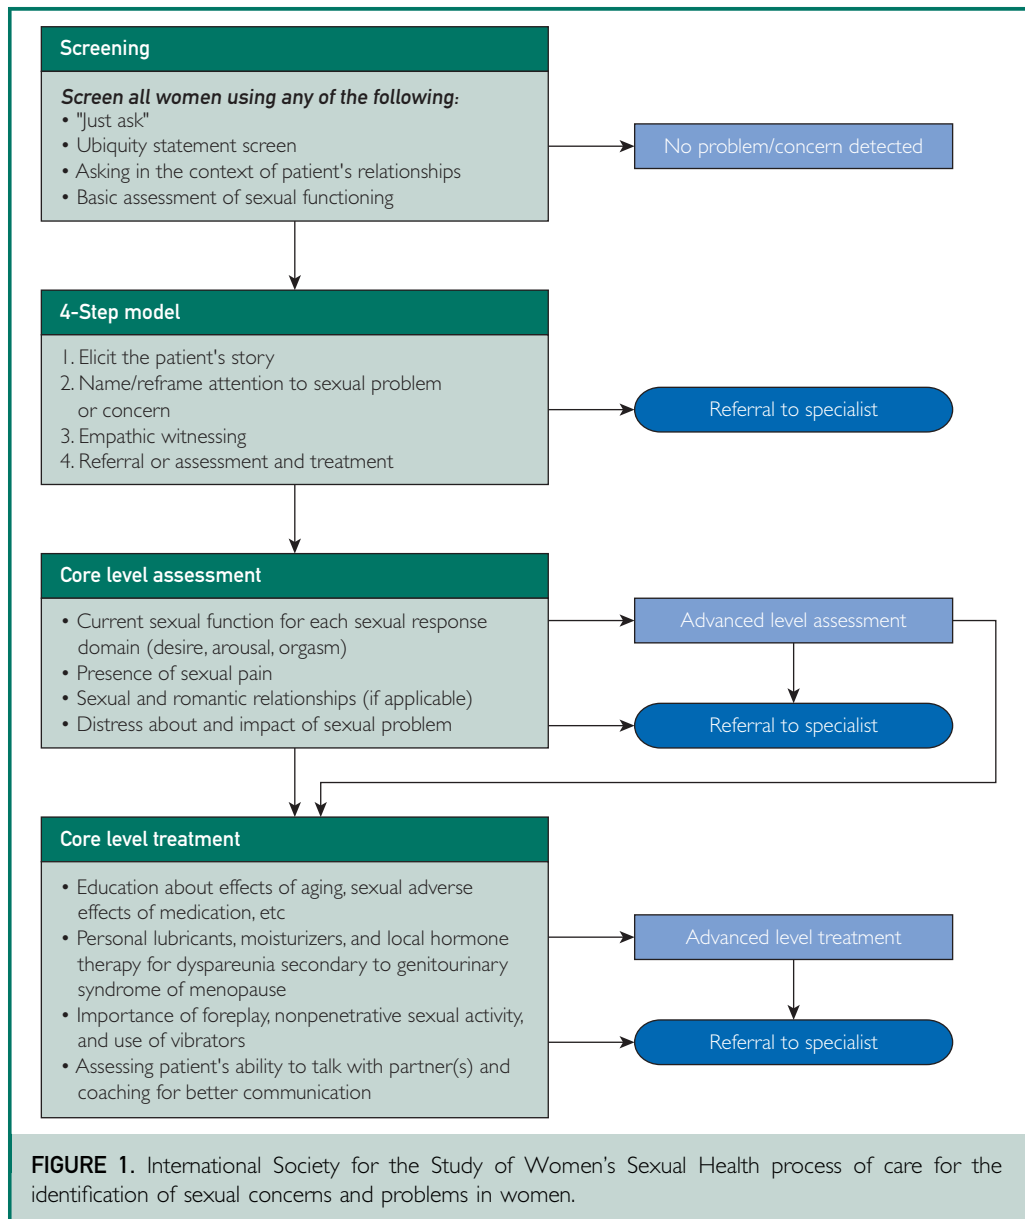 Screening
Screen all women using any of the following:
• "Just ask"
• Ubiquity statement screen
• Asking in the context of patient's relationships
• Basic assessment of sexual functioning
No problem/concern detected
4-Step model
1. Elicit the patient's story
2. Name/reframe attention to sexual problem
or concern
3. Empathic witnessing
4. Referral or assessment and treatment
Referral to specialist
Core level assessment
• Current sexual function for each sexual response
domain (desire, arousal, orgasm)
• Presence of sexual pain
• Sexual and romantic relationships (if applicable)
• Distress about and impact of sexual problem
Advanced level assessment
Referral to specialist
Core level treatment
• Education about effects of aging, sexual adverse
effects of medication, etc
• Personal lubricants, moisturizers, and local hormone
therapy for dyspareunia secondary to genitourinary
syndrome of menopause
• Importance of foreplay, nonpenetrative sexual activity,
and use of vibrators
• Assessing patient's ability to talk with partner(s) and
coaching for better communication
Advanced level treatment
Referral to specialist
FIGURE 1. International Society for the Study of Women's Sexual Health process of care for the
identification of sexual concerns and problems in women.